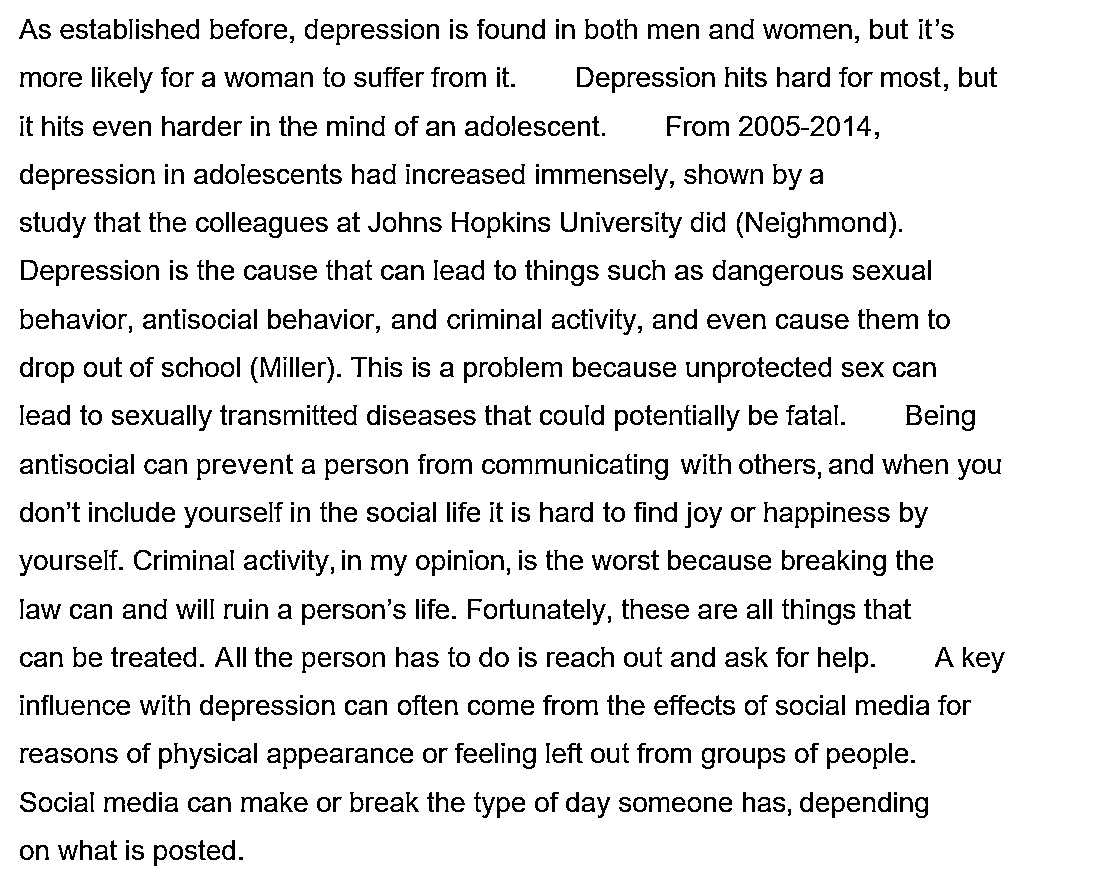 As established before, depression is found in both men and women, but it’s
more likely for a woman to suffer from it. Depression hits hard for most, but
it hits even harder in the mind of an adolescent. From 2005-2014,
depression in adolescents had increased immensely, shown by a
study that the colleagues at Johns Hopkins University did (Neighmond).
Depression is the cause that can lead to things such as dangerous sexual
behavior, antisocial behavior, and criminal activity, and even cause them to
drop out of school (Miller). This is a problem because unprotected sex can
lead to sexually transmitted diseases that could potentially be fatal. Being
antisocial can prevent a person from communicating with others, and when you
don’t include yourself in the social life it is hard to find joy or happiness by
yourself. Criminal activity, in my opinion, is the worst because breaking the
law can and will ruin a person’s life. Fortunately, these are all things that
can be treated. All the person has to do is reach out and ask for help. A key
influence with depression can often come from the effects of social media for
reasons of physical appearance or feeling left out from groups of people.
Social media can make or break the type of day someone has, depending
on what is posted.